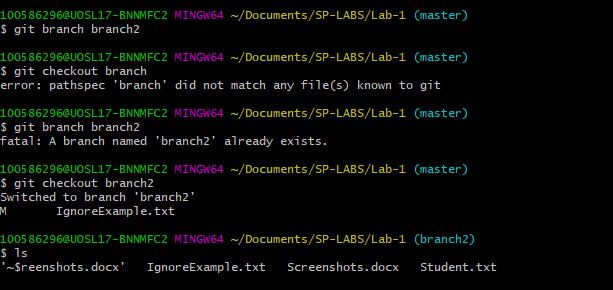 100586296@UOSL17-BNNMFC2 MINGW64 ~/Documents/SP-LABS/Lab-1 (master)
$ git branch branch2
100586296@UOSL17-BNNMFC2 MINGW64 ~/Documents/SP-LABS/Lab-1 (master)
$ git checkout branch
error: pathspec 'branch' did not match any file(s) known to git
100586296@UOSL17-BNNMFC2 MINGW64 ~/Documents/SP-LABS/Lab-1 (master)
$ git branch branch2
fatal: A branch named 'branch2' already exists.
100586296@UOSL17-BNNMFC2 MINGW64 ~/Documents/SP-LABS/Lab-1 (master)
$ git checkout branch2
Switched to branch 'branch2'
M       IgnoreExample.txt
100586296@UOSL17-BNNMFC2 MINGW64 ~/Documents/SP-LABS/Lab-1 (branch2)
$ ls
'~$reenshots.docx'   IgnoreExample.txt   Screenshots.docx   Student.txt